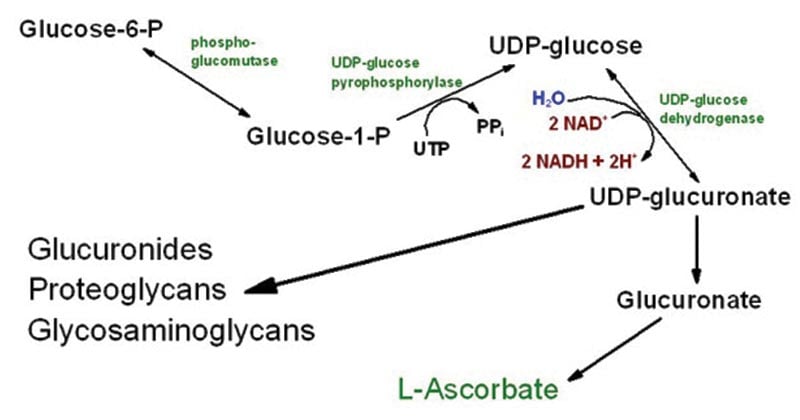 Glucose-6-P
phospho-
glucomutase
Glucose-1-P
UDP-glucose
pyrophosphorylase
UTP
PPi
UDP-glucose
H₂O
2 NAD⁺
2 NADH + 2H⁺
UDP-glucose
dehydrogenase
UDP-glucuronate
Glucuronides
Proteoglycans
Glycosaminoglycans
Glucuronate
L-Ascorbate